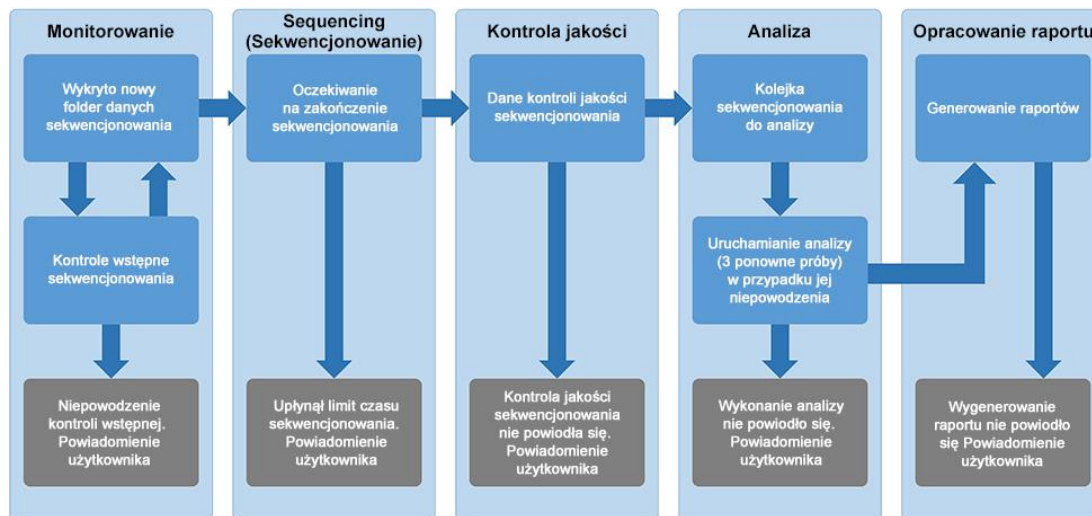 Monitorowanie
Wykryto nowy
folder danych
sekwencjonowania
Kontrole wstępne
sekwencjonowania
Niepowodzenie
kontroli wstępnej.
Powiadomienie
użytkownika
Sequencing
(Sekwencjonowanie)
Oczekiwanie
na zakończenie
sekwencjonowania
Upłynął limit czasu
sekwencjonowania.
Powiadomienie
użytkownika
Kontrola jakości
Dane kontroli jakości
sekwencjonowania
Kontrola jakości
sekwencjonowania
nie powiodła się.
Powiadomienie
użytkownika
Analiza
Kolejka
sekwencjonowania
do analizy
Uruchamianie analizy
(3 ponowne próby)
w przypadku jej
niepowodzenia
Wykonanie analizy
nie powiodło się.
Powiadomienie
użytkownika
Opracowanie raportu
Generowanie raportów
Wygenerowanie
raportu nie powiodło
się Powiadomienie
użytkownika